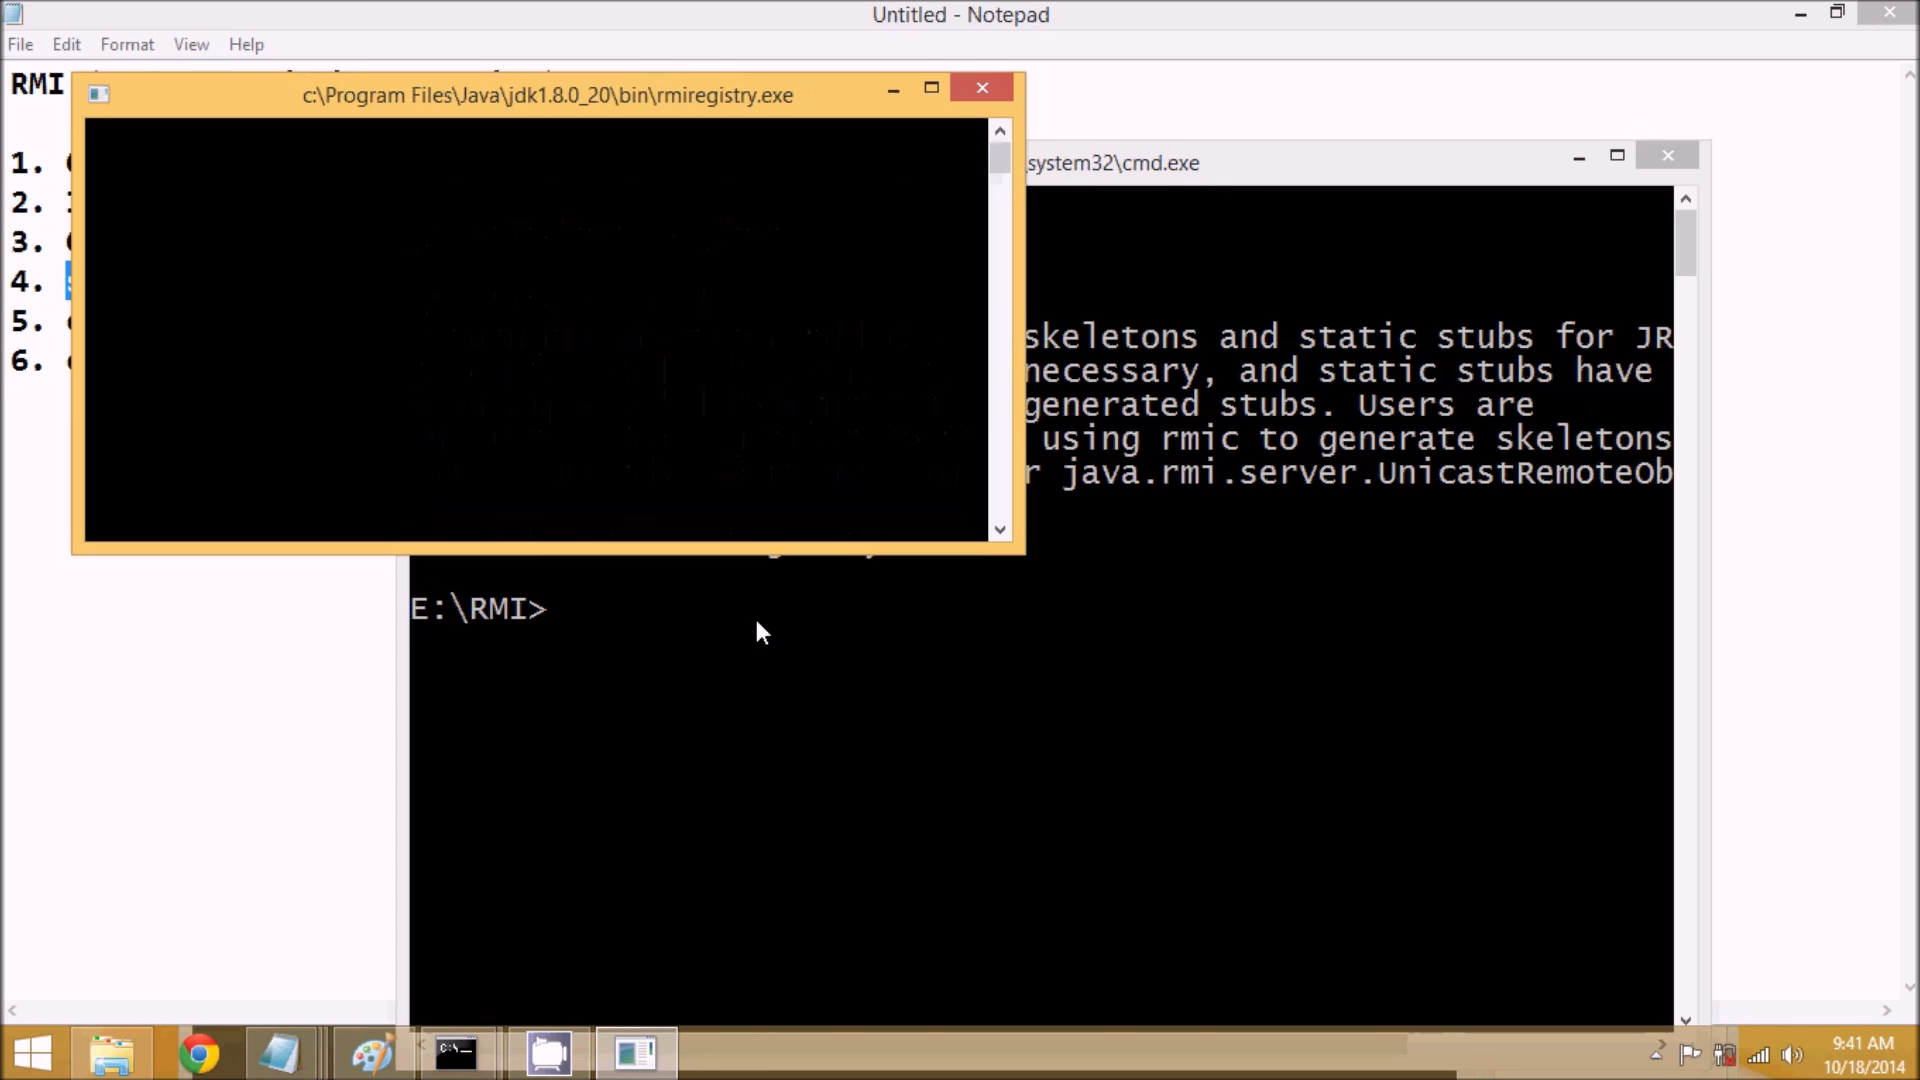 Untitled - Notepad
File Edit Format View Help
RMI
c:\Program Files\Java\jdk1.8.0_20\bin\rmiregistry.exe
1.
\system32\cmd.exe
2.
3.
4.
5.
6.
skeletons and static stubs for JR
necessary, and static stubs have
generated stubs. Users are
using rmic to generate skeletons
r java.rmi.server.UnicastRemoteOb
E:\RMI>
C:\_
9:41 AM
10/18/2014